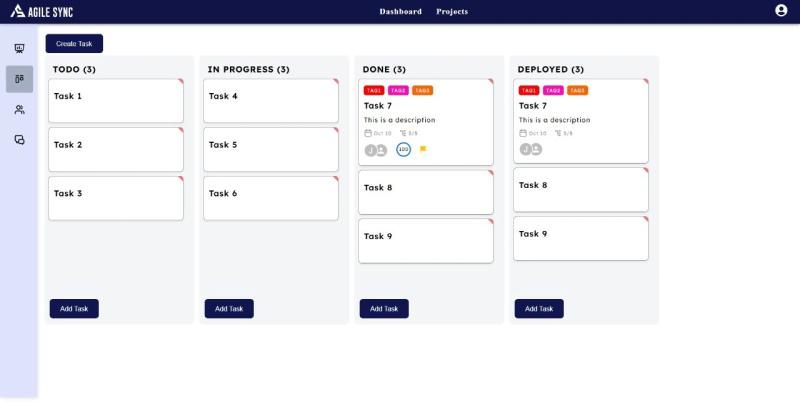 AGILE SYNC
Dashboard Projects
Create Task
TODO (3)
Task 1
Task 2
Task 3
Add Task
IN PROGRESS (3)
Task 4
Task 5
Task 6
Add Task
DONE (3)
TAG1 TAG2 TAG3
Task 7
This is a description
Oct 10 5/5
J 100
Task 8
Task 9
Add Task
DEPLOYED (3)
TAG1 TAG2 TAG3
Task 7
This is a description
Oct 10 5/5
J
Task 8
Task 9
Add Task